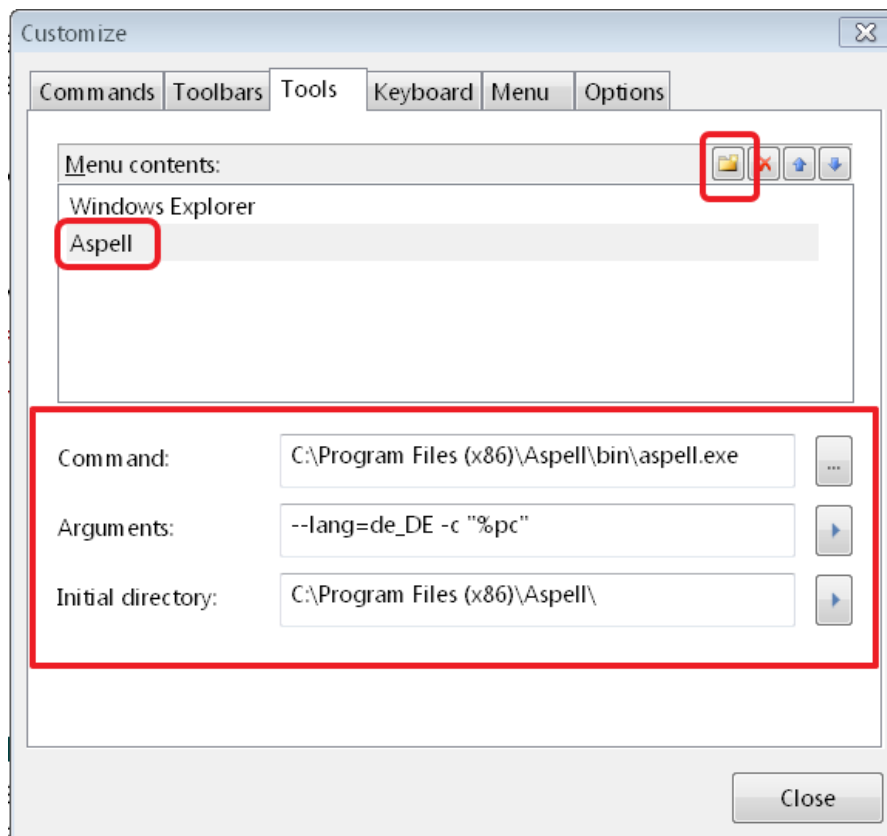 Customize
Commands Toolbars Tools Keyboard Menu Options
Menu contents:
Windows Explorer
Aspell
Command: C:\Program Files (x86)\Aspell\bin\aspell.exe ...
Arguments: --lang=de_DE -c "%pc"
Initial directory: C:\Program Files (x86)\Aspell\
Close